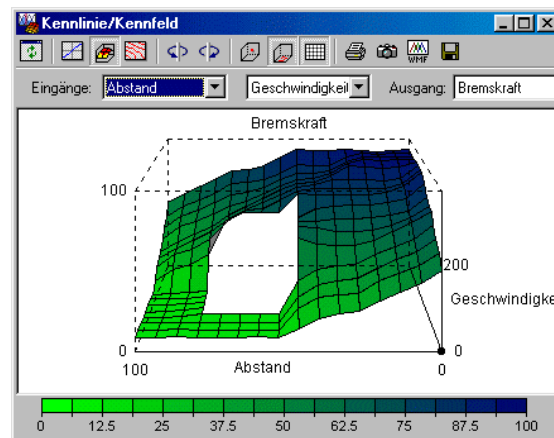 Kennlinie/Kennfeld
WMF
Eingänge: Abstand Geschwindigkeit Ausgang: Bremskraft
Bremskraft
100
200
Geschwindigke
0 0
100 Abstand 0
0 12.5 25 37.5 50 62.5 75 87.5 100